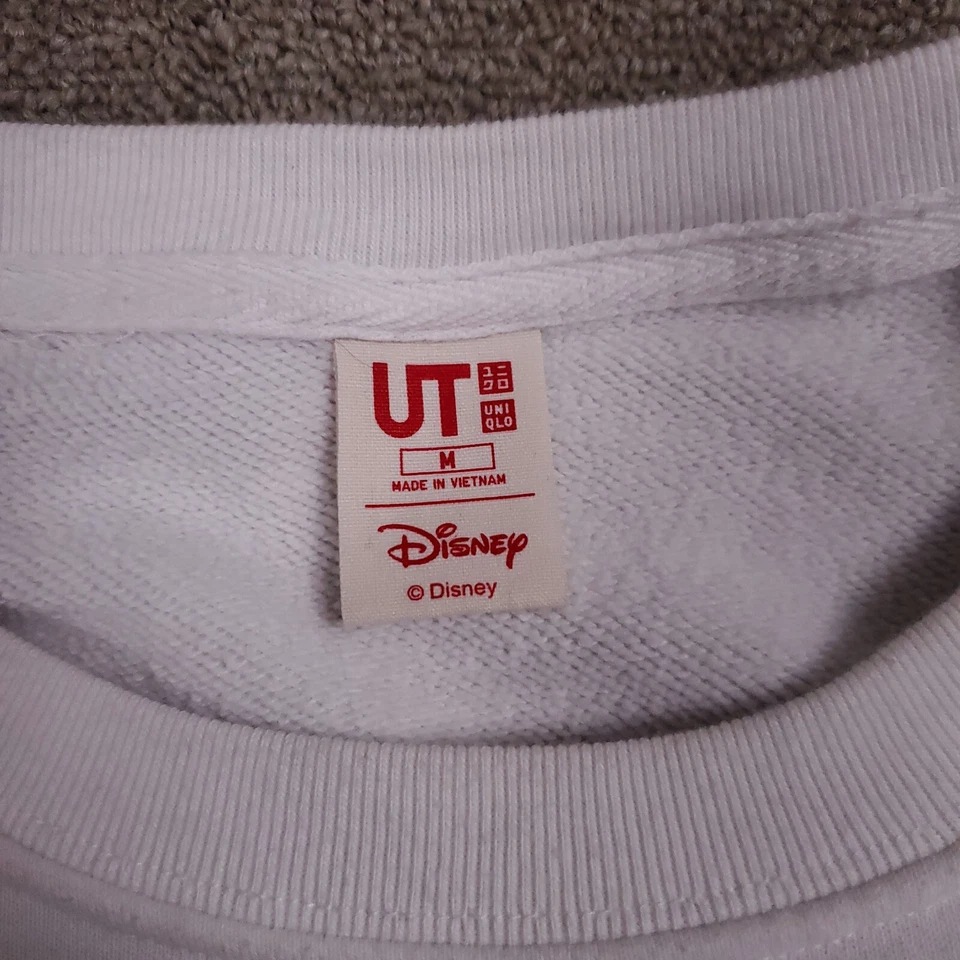 UT
ユニ
クロ
UNI
QLO
M
MADE IN VIETNAM
Disney
© Disney